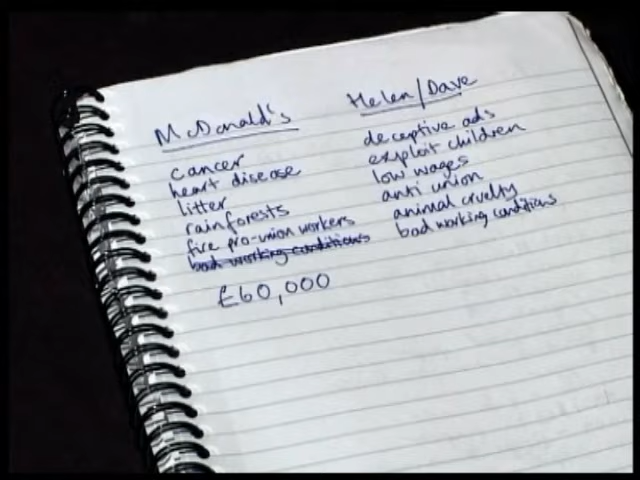 McDonald's
cancer
heart disease
litter
rainforests
fire pro-union workers
bad working conditions
£60,000
Helen/Dave
deceptive ads
exploit children
low wages
anti union
animal cruelty
bad working conditions